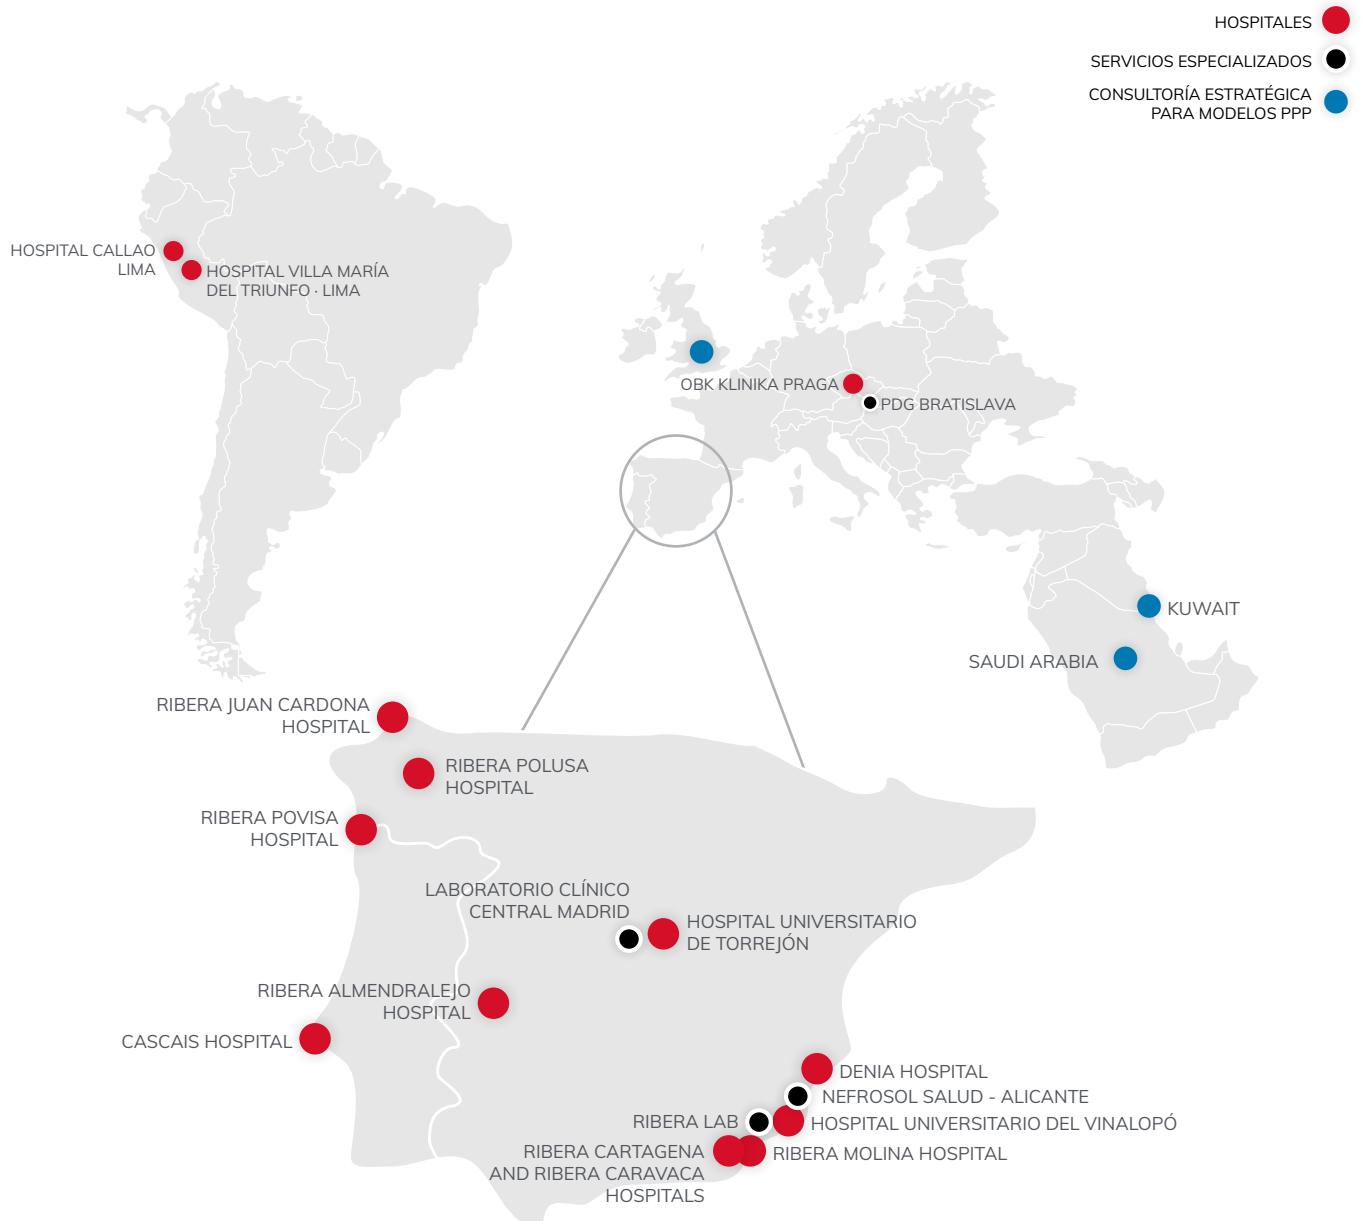 HOSPITALES
SERVICIOS ESPECIALIZADOS
CONSULTORÍA ESTRATÉGICA
PARA MODELOS PPP
HOSPITAL CALLAO
LIMA
HOSPITAL VILLA MARÍA
DEL TRIUNFO · LIMA
OBK KLINIKA PRAGA
PDG BRATISLAVA
KUWAIT
SAUDI ARABIA
RIBERA JUAN CARDONA
HOSPITAL
RIBERA POLUSA
HOSPITAL
RIBERA POVISA
HOSPITAL
LABORATORIO CLÍNICO
CENTRAL MADRID
HOSPITAL UNIVERSITARIO
DE TORREJÓN
RIBERA ALMENDRALEJO
HOSPITAL
CASCAIS HOSPITAL
DENIA HOSPITAL
NEFROSOL SALUD - ALICANTE
RIBERA LAB
HOSPITAL UNIVERSITARIO DEL VINALOPÓ
RIBERA CARTAGENA
AND RIBERA CARAVACA
HOSPITALS
RIBERA MOLINA HOSPITAL